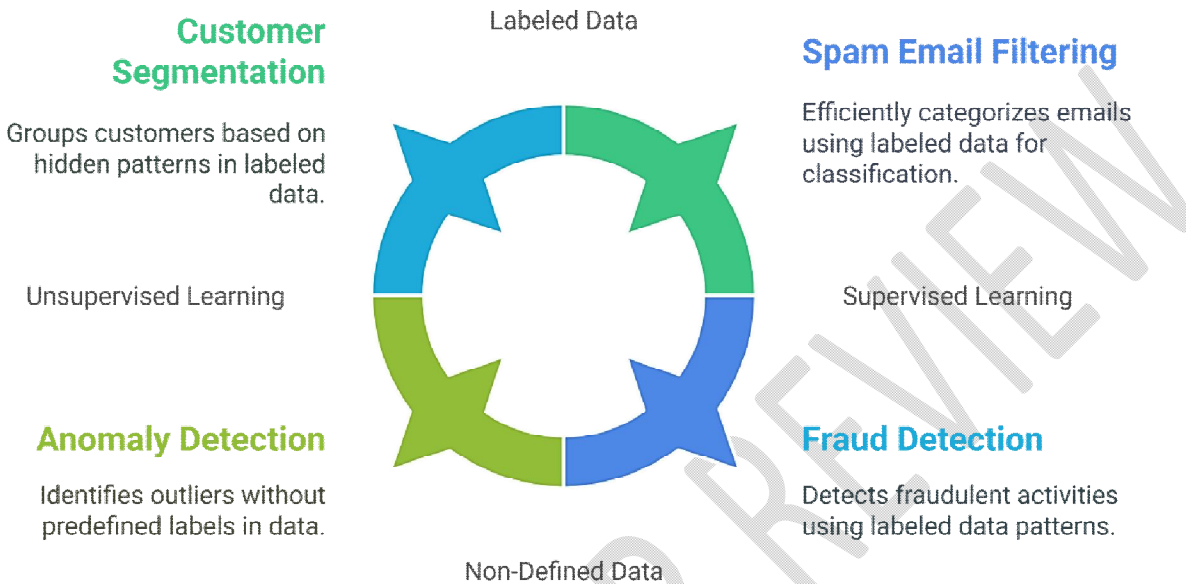 Labeled Data
Customer
Segmentation
Groups customers based on
hidden patterns in labeled
data.
Spam Email Filtering
Efficiently categorizes emails
using labeled data for
classification.
Unsupervised Learning
Supervised Learning
Anomaly Detection
Identifies outliers without
predefined labels in data.
Fraud Detection
Detects fraudulent activities
using labeled data patterns.
Non-Defined Data
REVIEW